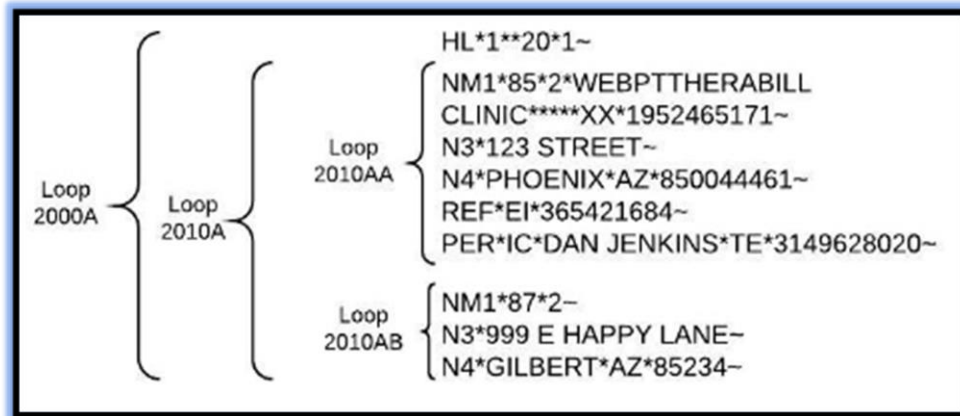 HL*1**20*1~
NM1*85*2*WEBPTTHERABILL
CLINIC*****XX*1952465171~
Loop
2010AA
N3*123 STREET~
N4*PHOENIX*AZ*850044461~
REF*EI*365421684~
PER*IC*DAN JENKINS*TE*3149628020~
Loop
2000A
Loop
2010A
Loop
2010AB
NM1*87*2~
N3*999 E HAPPY LANE~
N4*GILBERT*AZ*85234~